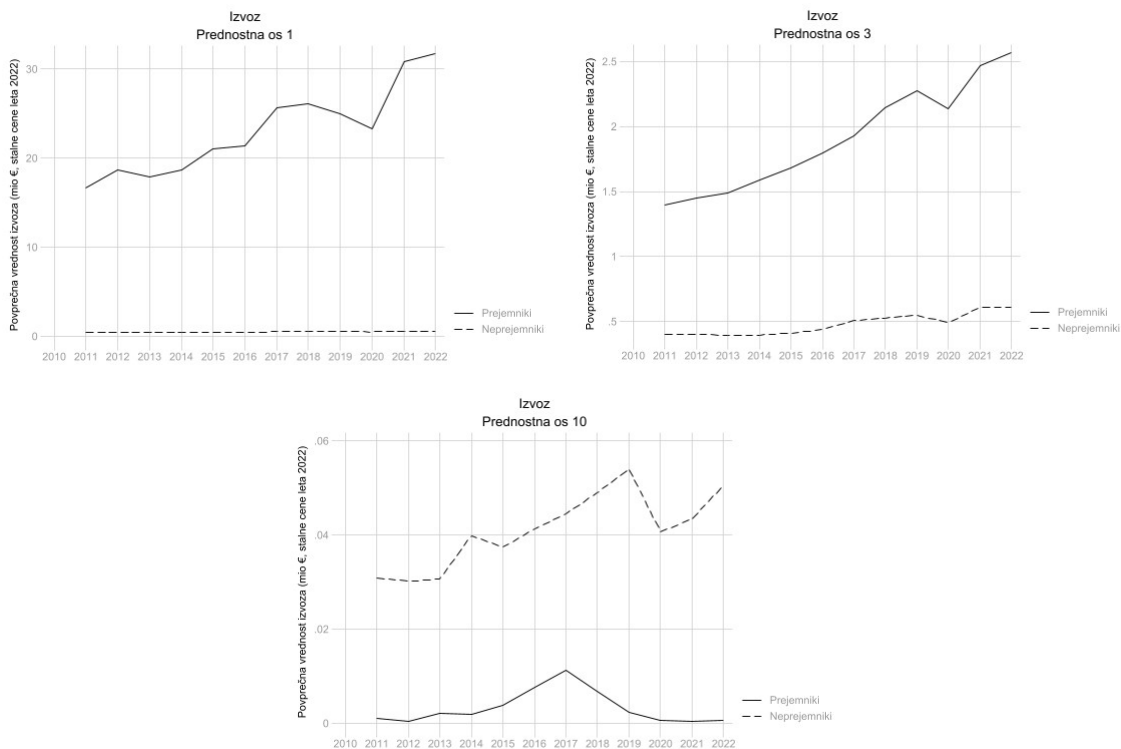 Izvoz
Prednostna os 1
Povprečna vrednost izvoza (mio €, stalne cene leta 2022)
30
20
10
0
2010 2011 2012 2013 2014 2015 2016 2017 2018 2019 2020 2021 2022
Prejemniki
Neprejemniki
Izvoz
Prednostna os 3
Povprečna vrednost izvoza (mio €, stalne cene leta 2022)
2.5
2
1.5
1
.5
2010 2011 2012 2013 2014 2015 2016 2017 2018 2019 2020 2021 2022
Prejemniki
Neprejemniki
Izvoz
Prednostna os 10
Povprečna vrednost izvoza (mio €, stalne cene leta 2022)
.06
.04
.02
0
2010 2011 2012 2013 2014 2015 2016 2017 2018 2019 2020 2021 2022
Prejemniki
Neprejemniki